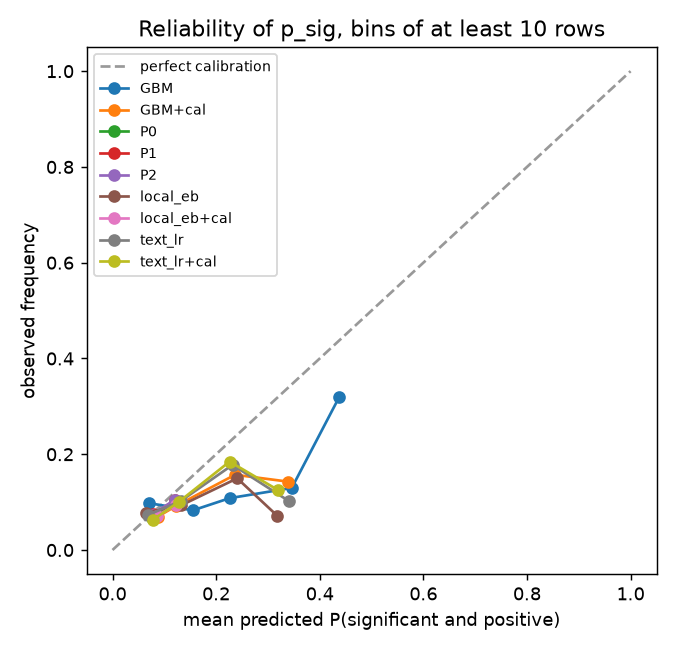 Reliability of p_sig, bins of at least 10 rows
perfect calibration
GBM
GBM+cal
P0
P1
P2
local_eb
local_eb+cal
text_lr
text_lr+cal
observed frequency
1.0
0.8
0.6
0.4
0.2
0.0
0.0 0.2 0.4 0.6 0.8 1.0
mean predicted P(significant and positive)